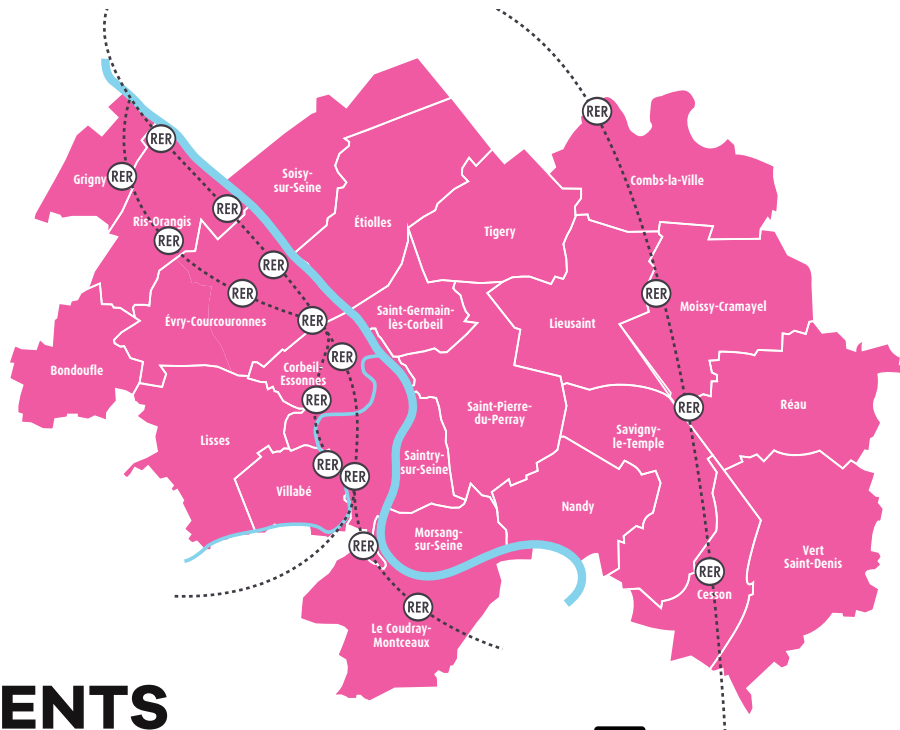 RER
RER
Soisy-
sur-Seine
Grigny
RER
Combs-la-Ville
RER
Ris-Orangis
Étiolles
Tigery
RER
RER
RER
RER
Saint-Germain-
lès-Corbeil
Moissy-Cramayel
Évry-Courcouronnes
RER
Lieusaint
RER
Bondoufle
Corbeil-
Essonnes
RER
RER
Saint-Pierre-
du-Perray
Réau
Lisses
Savigny-
le-Temple
Saintry-
sur-Seine
RER
RER
Villabé
Nandy
Morsang-
sur-Seine
RER
Vert
Saint-Denis
RER
Cesson
RER
Le Coudray-
Montceaux
ENTS